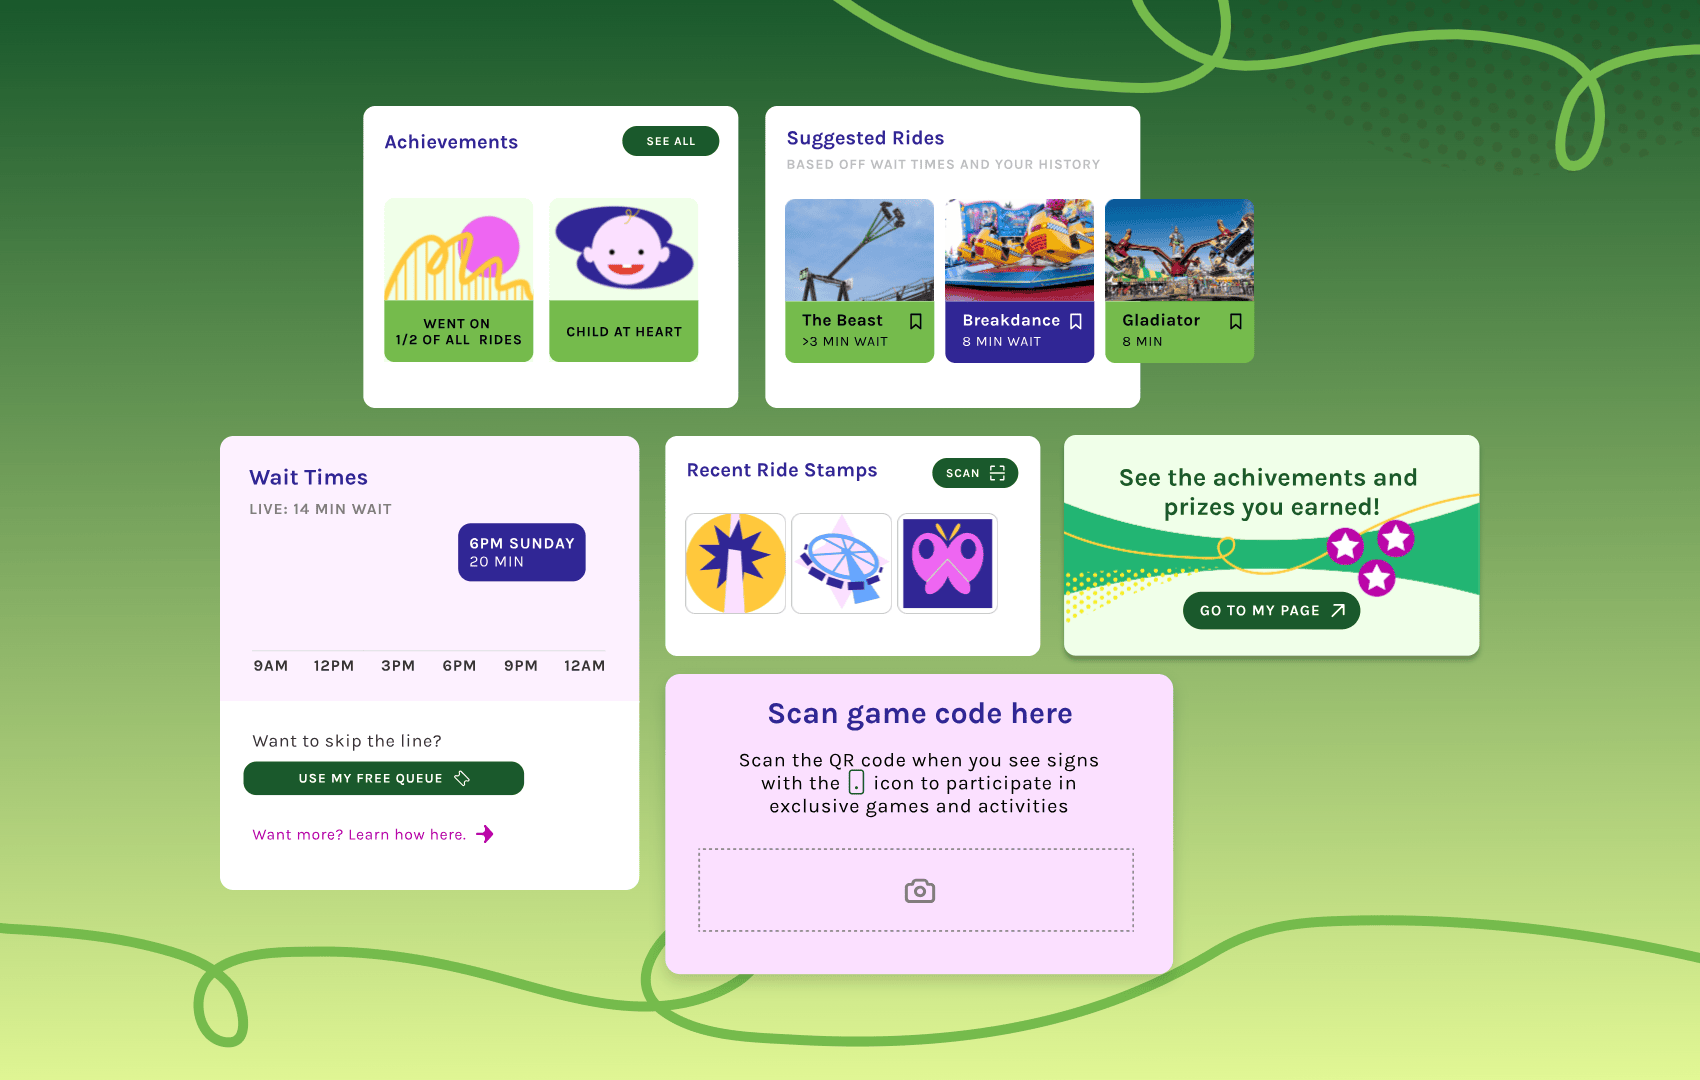 Achievements
SEE ALL
WENT ON
1/2 OF ALL RIDES
CHILD AT HEART
Suggested Rides
BASED OFF WAIT TIMES AND YOUR HISTORY
The Beast
>3 MIN WAIT
Breakdance
8 MIN WAIT
Gladiator
8 MIN
Wait Times
LIVE: 14 MIN WAIT
6PM SUNDAY
20 MIN
9AM 12PM 3PM 6PM 9PM 12AM
Want to skip the line?
USE MY FREE QUEUE
Want more? Learn how here.
Recent Ride Stamps
SCAN
See the achivements and
prizes you earned!
GO TO MY PAGE
Scan game code here
Scan the QR code when you see signs
with the icon to participate in
exclusive games and activities